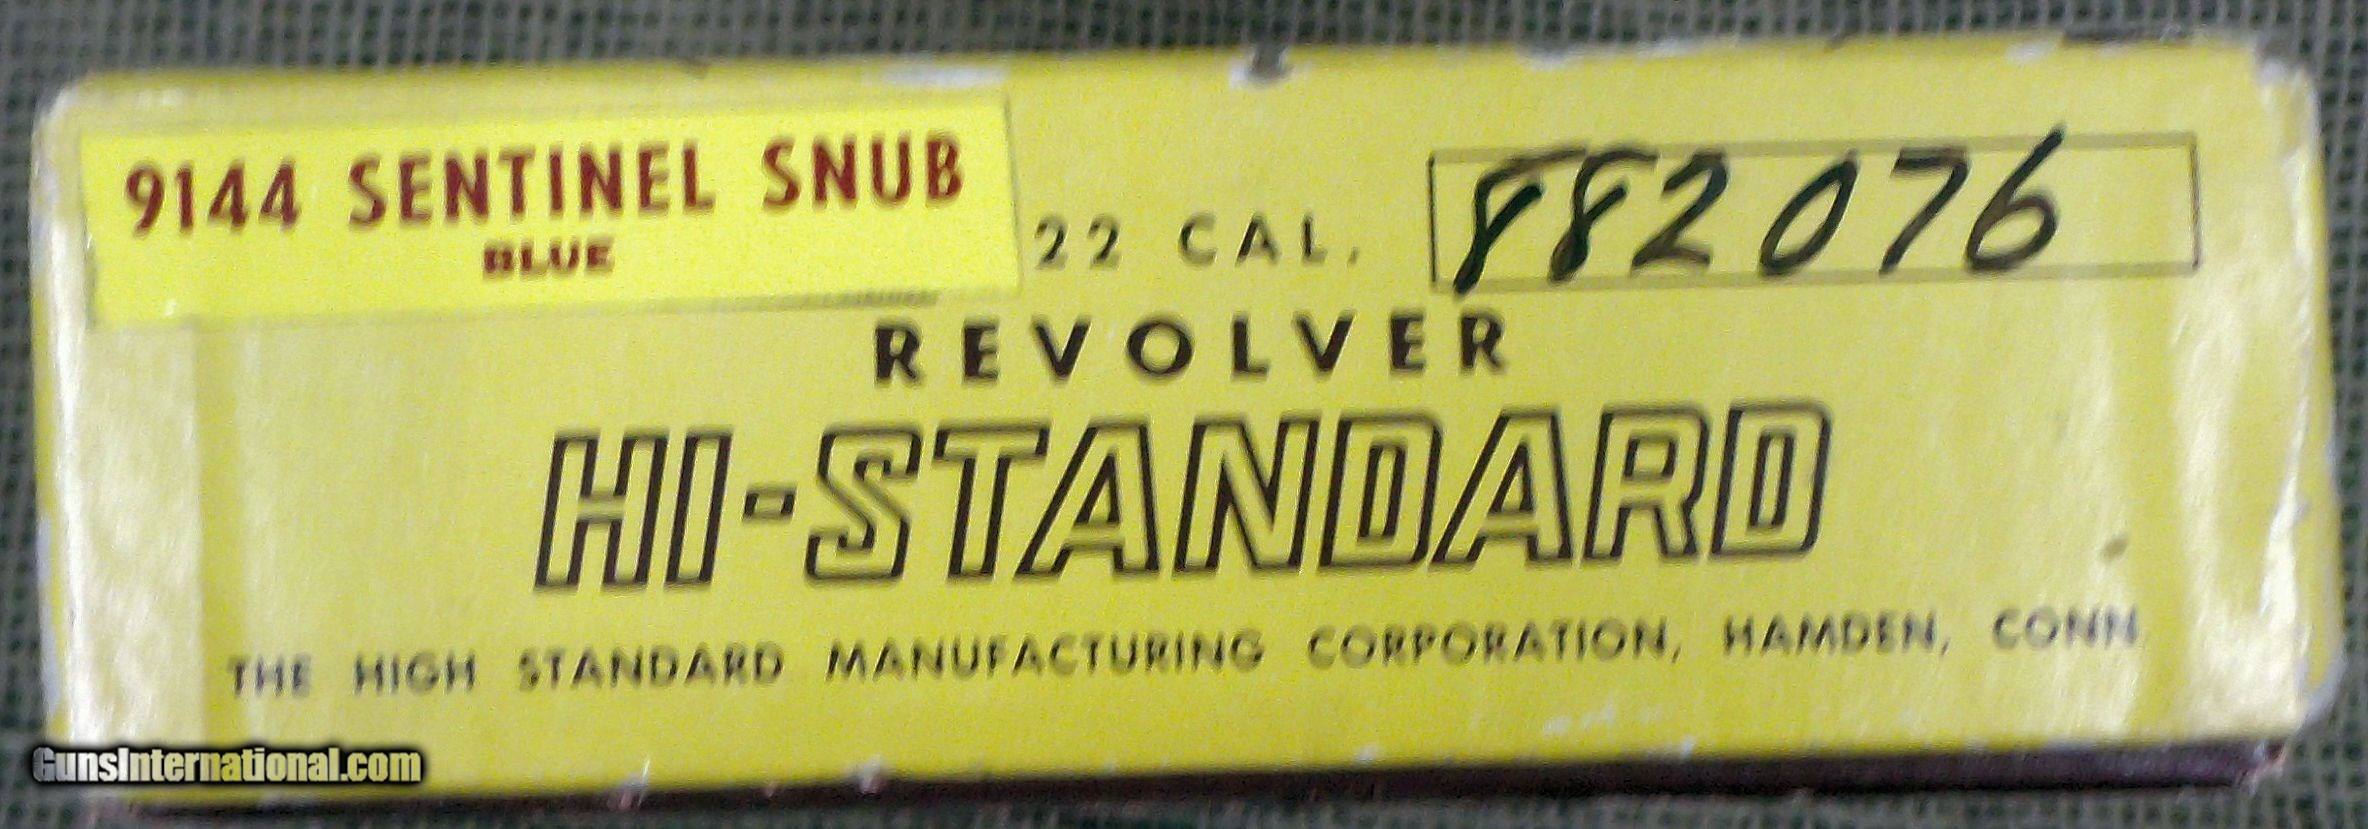 9144 SENTINEL SNUB
BLUE
22 CAL.
882076
REVOLVER
HI-STANDARD
THE HIGH STANDARD MANUFACTURING CORPORATION, HAMDEN, CONN.
GunsInternational.com